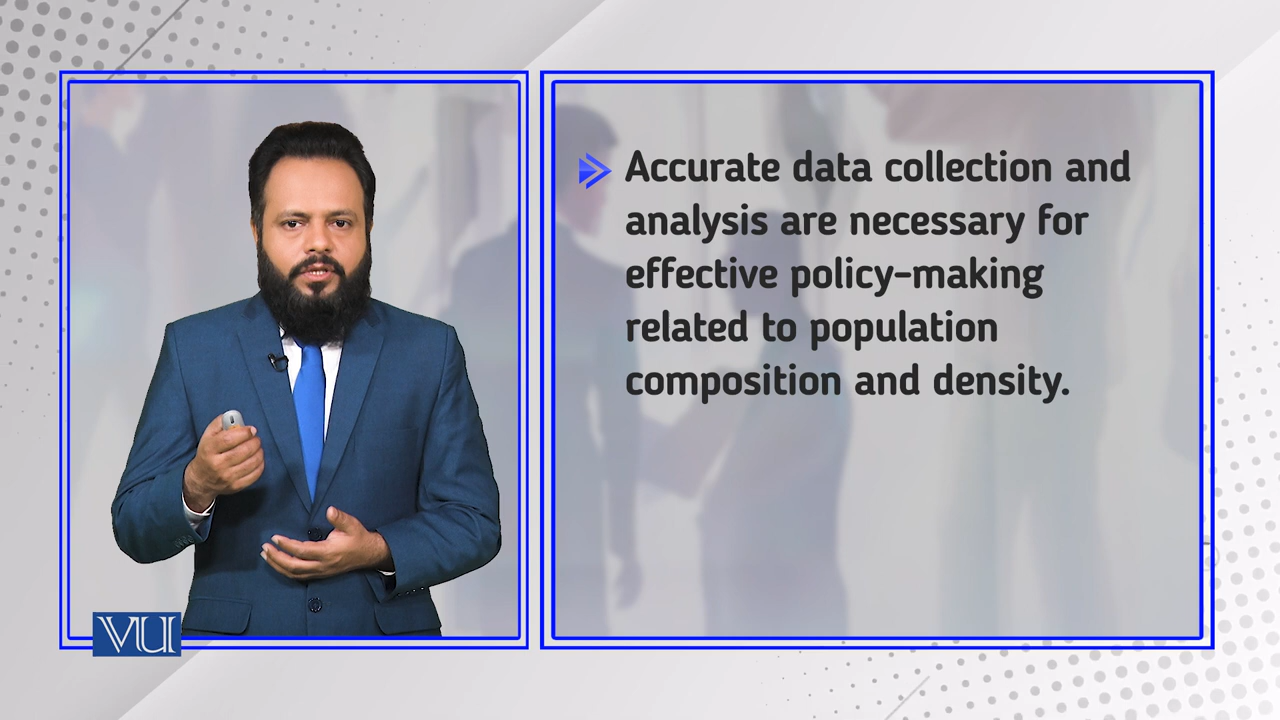 Accurate data collection and
analysis are necessary for
effective policy-making
related to population
composition and density.
VU